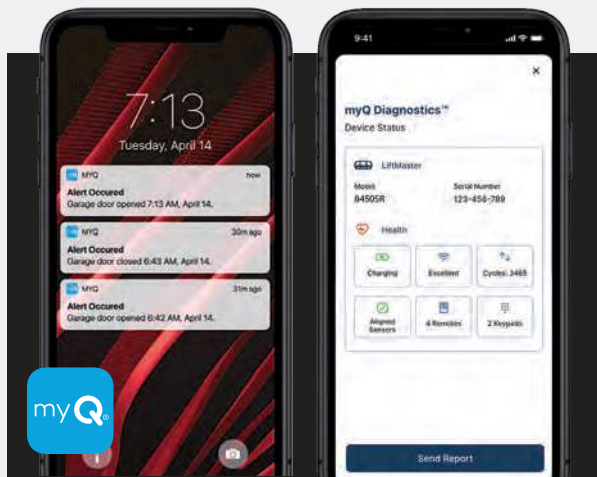 7:13
Tuesday, April 14
MYQ now
Alert Occured
Garage door opened 7:13 AM, April 14.
MYQ 30m ago
Alert Occured
Garage door closed 6:43 AM, April 14.
MYQ 31m ago
Alert Occured
Garage door opened 6:42 AM, April 14.
myQ®
9:41
myQ Diagnostics™
Device Status
LiftMaster
Model Serial Number
84505R 123-456-789
Health
Charging Excellent Cycles: 3465
Aligned Sensors 4 Remotes 2 Keypads
Send Report